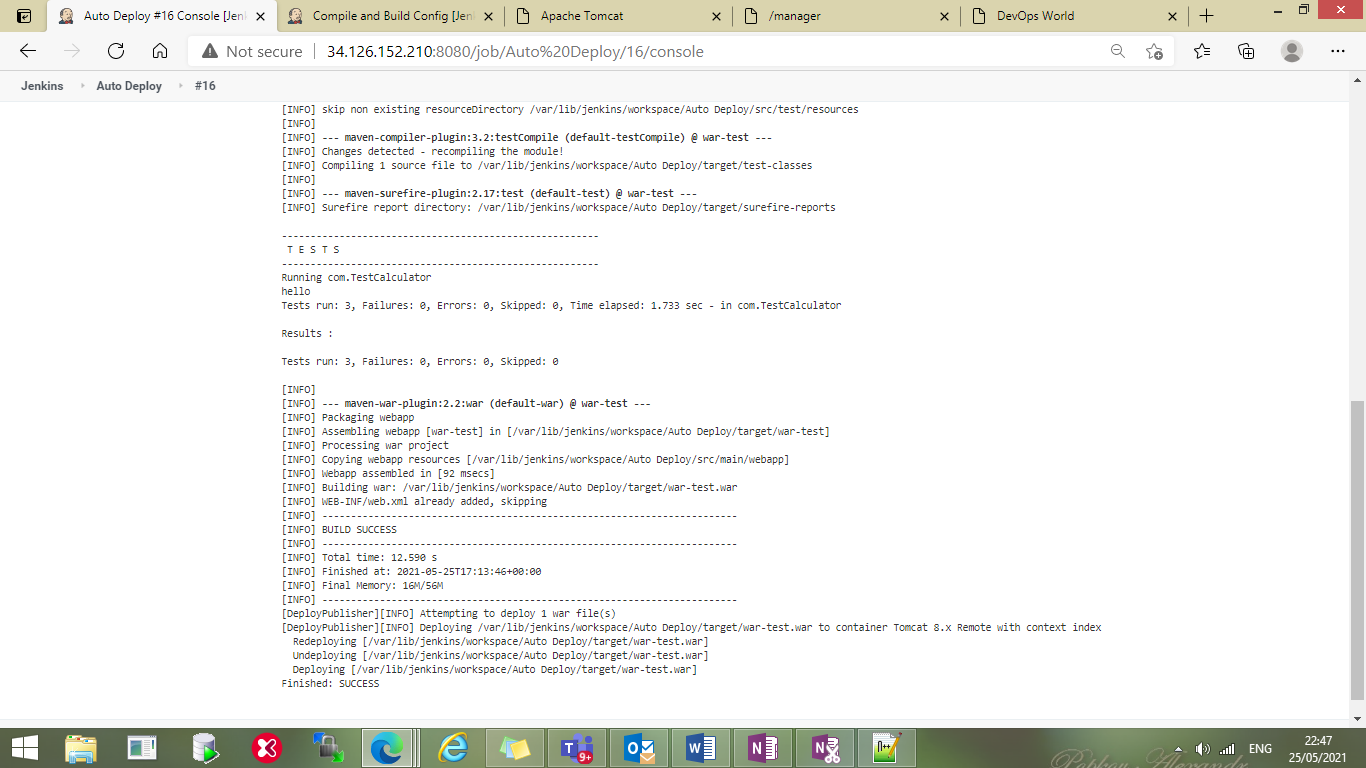 Auto Deploy #16 Console [Jen
Compile and Build Config [Jen
Apache Tomcat
/manager
DevOps World
Not secure
34.126.152.210:8080/job/Auto%20Deploy/16/console
Jenkins
Auto Deploy
#16
[INFO] skip non existing resourceDirectory /var/lib/jenkins/workspace/Auto Deploy/src/test/resources
[INFO]
[INFO] --- maven-compiler-plugin:3.2:testCompile (default-testCompile) @ war-test ---
[INFO] Changes detected - recompiling the module!
[INFO] Compiling 1 source file to /var/lib/jenkins/workspace/Auto Deploy/target/test-classes
[INFO]
[INFO] --- maven-surefire-plugin:2.17:test (default-test) @ war-test ---
[INFO] Surefire report directory: /var/lib/jenkins/workspace/Auto Deploy/target/surefire-reports
-------------------------------------------------------
T E S T S
-------------------------------------------------------
Running com.TestCalculator
hello
Tests run: 3, Failures: 0, Errors: 0, Skipped: 0, Time elapsed: 1.733 sec - in com.TestCalculator
Results :
Tests run: 3, Failures: 0, Errors: 0, Skipped: 0
[INFO]
[INFO] --- maven-war-plugin:2.2:war (default-war) @ war-test ---
[INFO] Packaging webapp
[INFO] Assembling webapp [war-test] in [/var/lib/jenkins/workspace/Auto Deploy/target/war-test]
[INFO] Processing war project
[INFO] Copying webapp resources [/var/lib/jenkins/workspace/Auto Deploy/src/main/webapp]
[INFO] Webapp assembled in [92 msecs]
[INFO] Building war: /var/lib/jenkins/workspace/Auto Deploy/target/war-test.war
[INFO] WEB-INF/web.xml already added, skipping
[INFO] ------------------------------------------------------------------------
[INFO] BUILD SUCCESS
[INFO] ------------------------------------------------------------------------
[INFO] Total time: 12.590 s
[INFO] Finished at: 2021-05-25T17:13:46+00:00
[INFO] Final Memory: 16M/56M
[INFO] ------------------------------------------------------------------------
[DeployPublisher][INFO] Attempting to deploy 1 war file(s)
[DeployPublisher][INFO] Deploying /var/lib/jenkins/workspace/Auto Deploy/target/war-test.war to container Tomcat 8.x Remote with context index
Redeploying [/var/lib/jenkins/workspace/Auto Deploy/target/war-test.war]
Undeploying [/var/lib/jenkins/workspace/Auto Deploy/target/war-test.war]
Deploying [/var/lib/jenkins/workspace/Auto Deploy/target/war-test.war]
Finished: SUCCESS
9+
ENG
22:47
25/05/2021